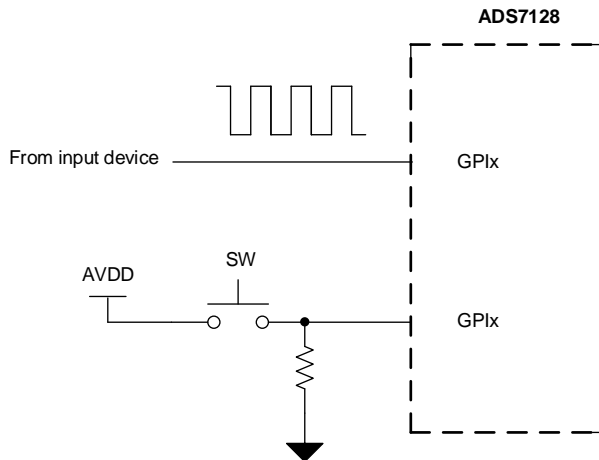 ADS7128
From input device
GPIx
SW
AVDD
GPIx